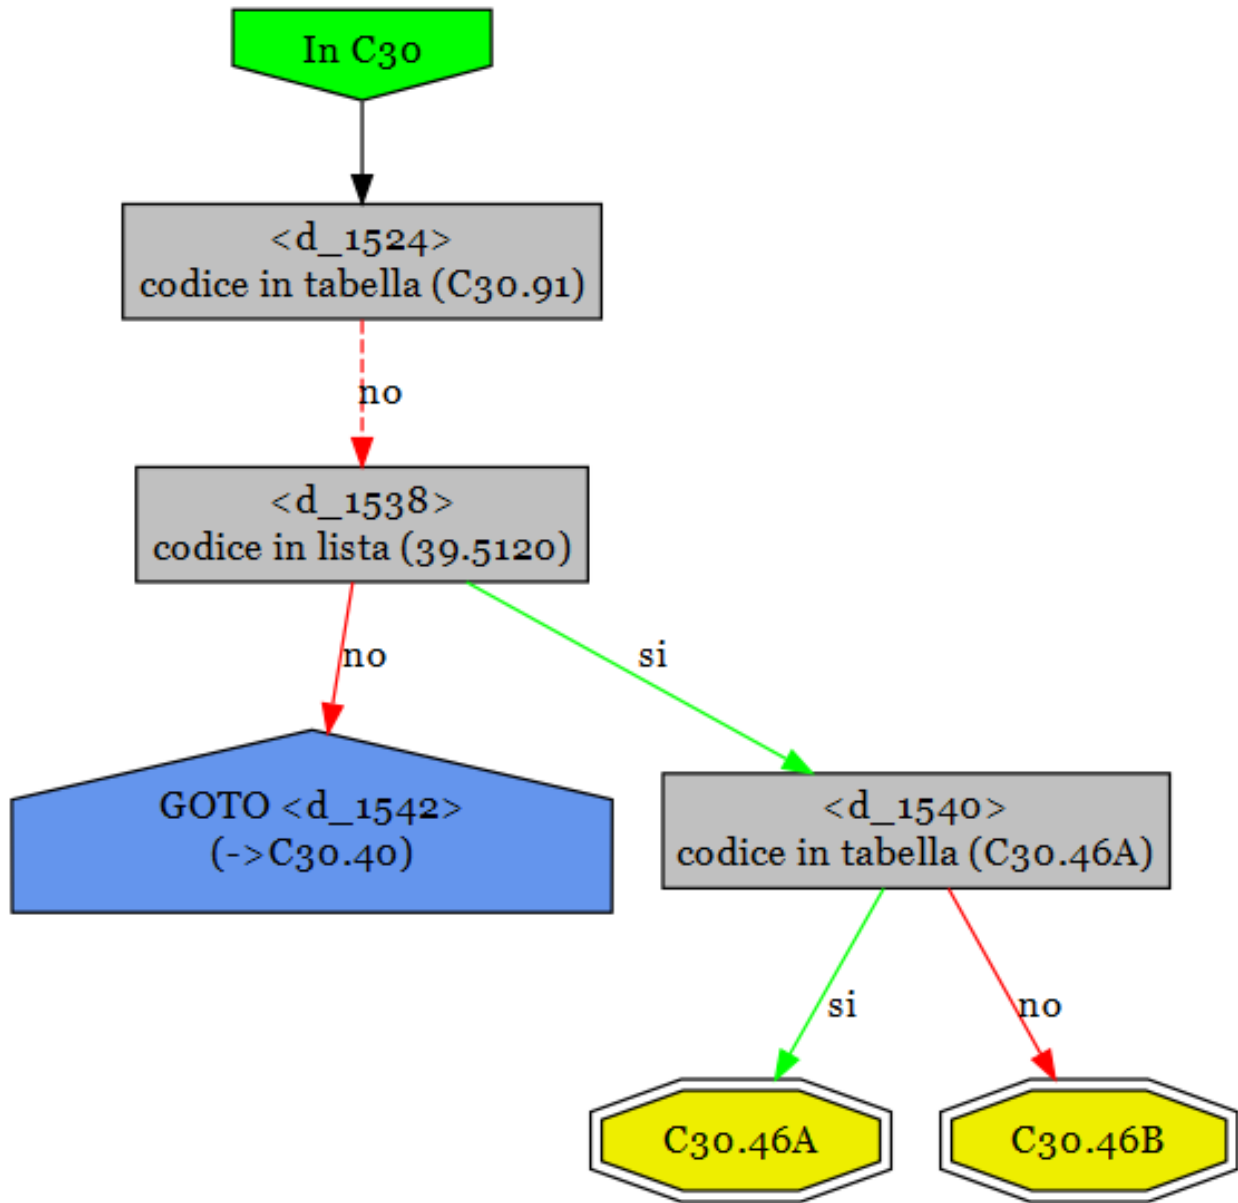 In C30
<d_1524>
codice in tabella (C30.91)
no
<d_1538>
codice in lista (39.5120)
no
si
GOTO <d_1542>
(->C30.40)
<d_1540>
codice in tabella (C30.46A)
si
no
C30.46A
C30.46B